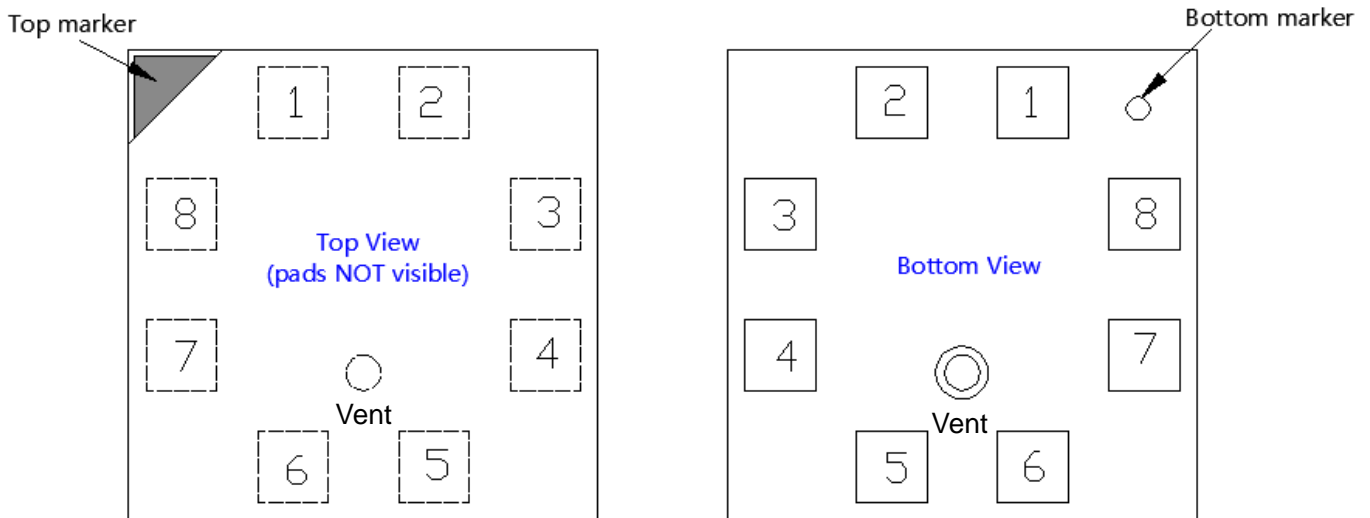 Top marker
1 2
8 3
Top View
(pads NOT visible)
7 4
Vent
6 5
Bottom marker
2 1
3 8
Bottom View
4 7
Vent
5 6